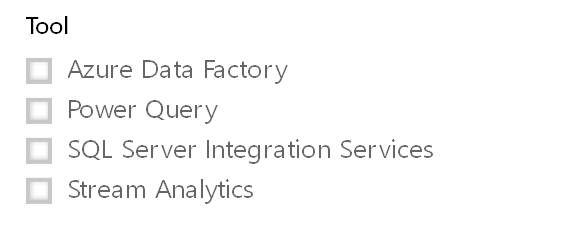 Tool
Azure Data Factory
Power Query
SQL Server Integration Services
Stream Analytics